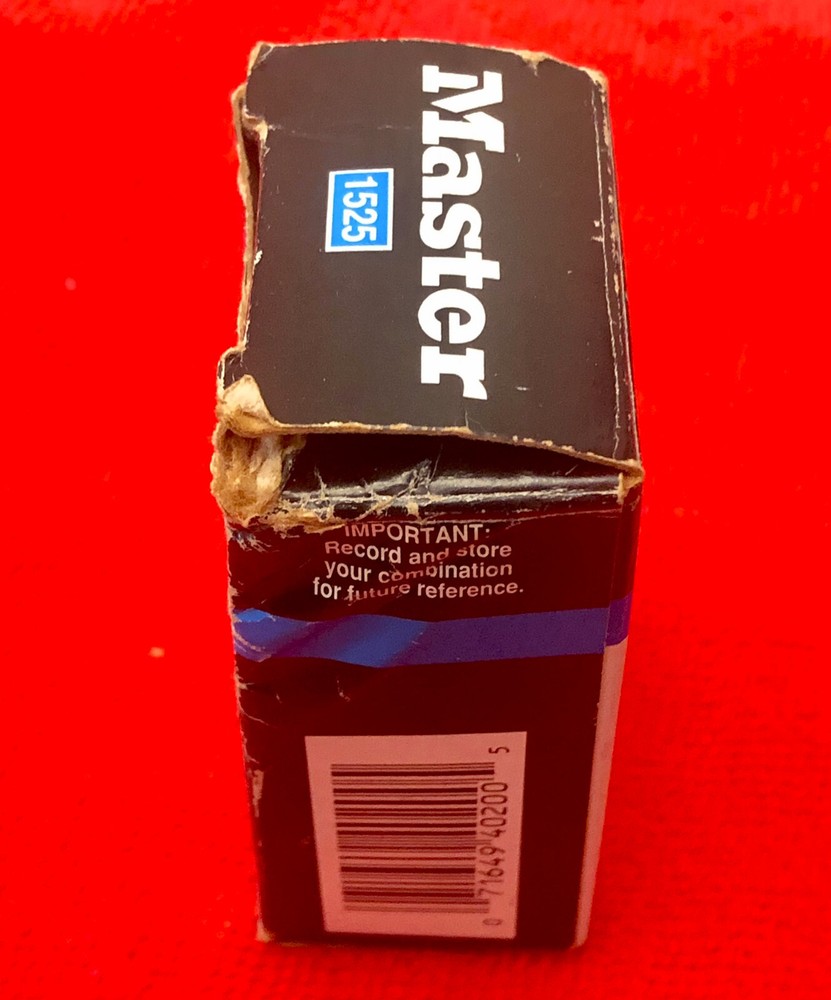 Master
1525
IMPORTANT:
Record and store
your combination
for future reference.
0 71649 40200 5